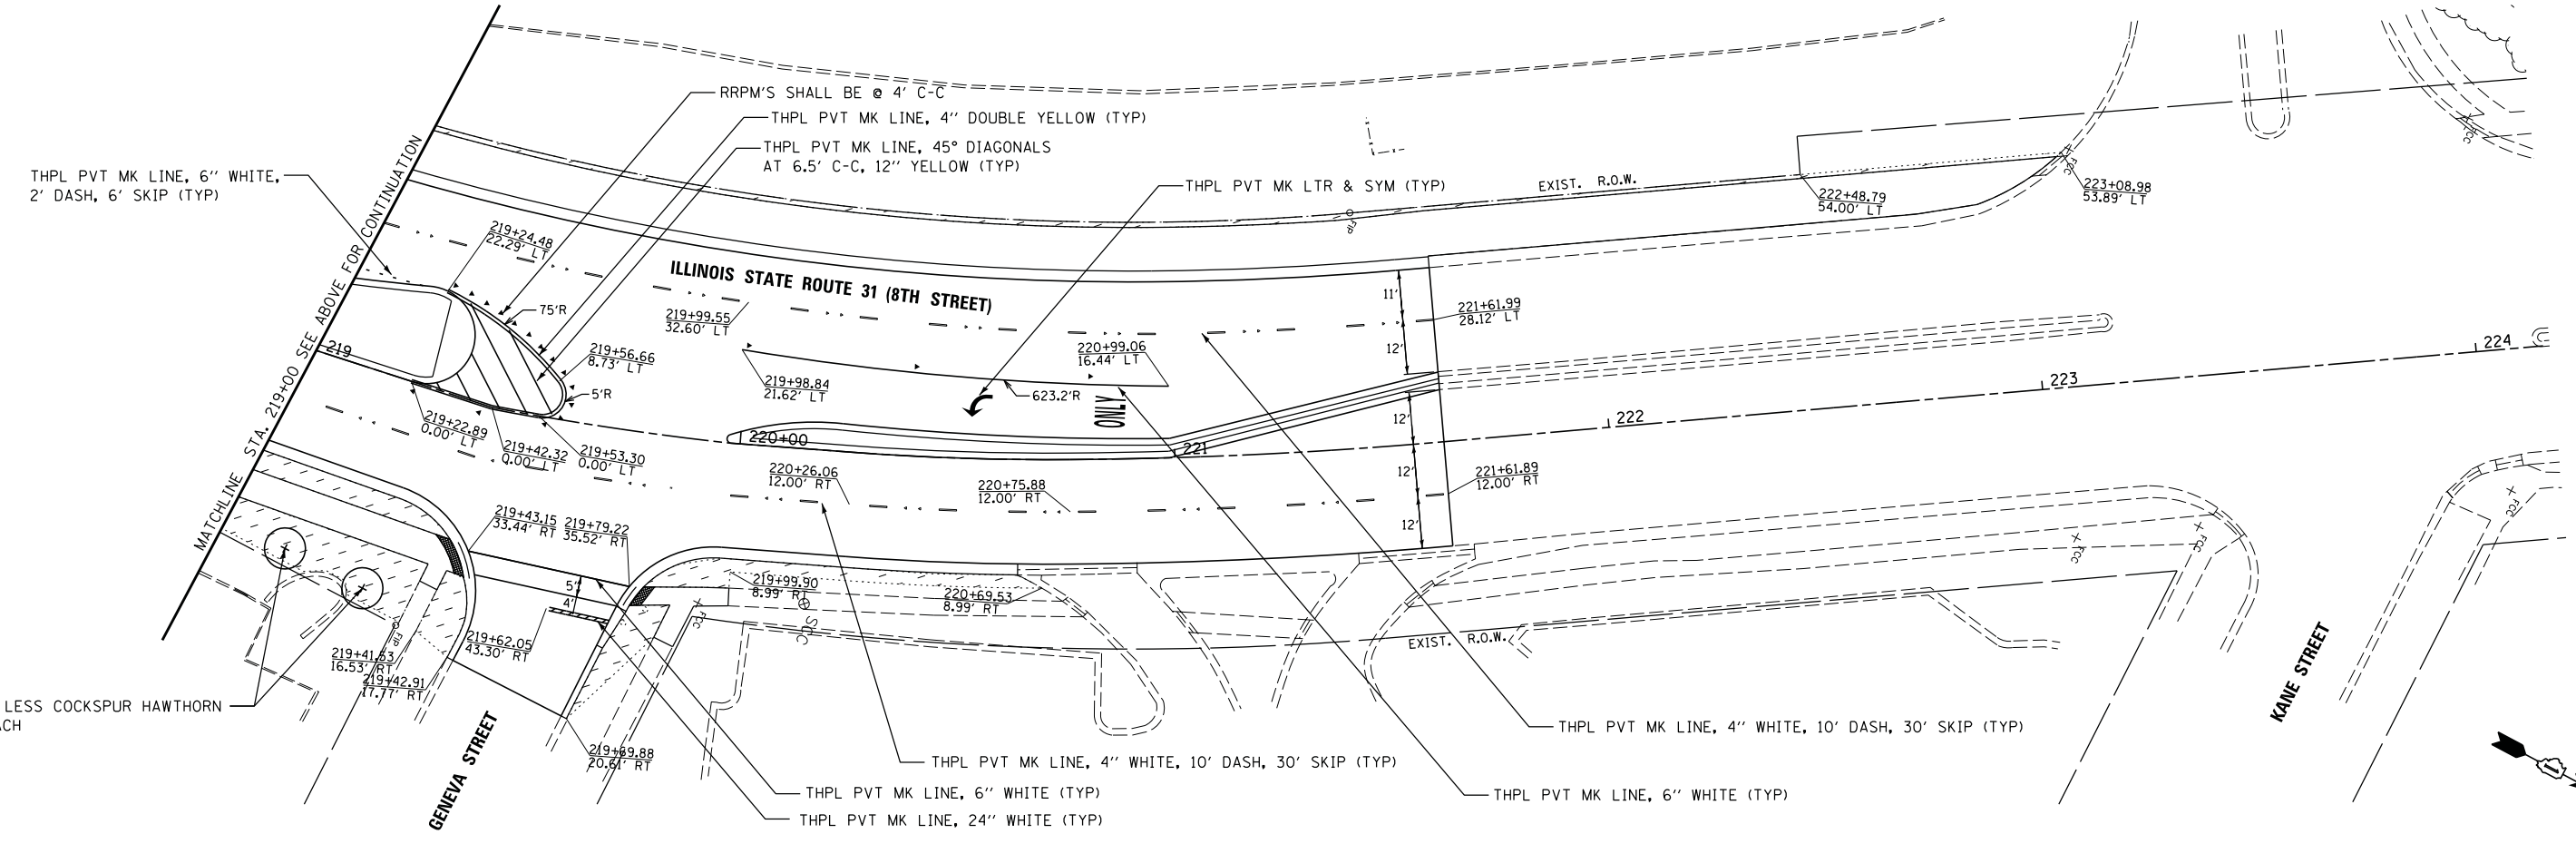 RRPM'S SHALL BE @ 4' C-C
THPL PVT MK LINE, 4'' DOUBLE YELLOW (TYP)
THPL PVT MK LINE, 45° DIAGONALS
AT 6.5' C-C, 12'' YELLOW (TYP)
THPL PVT MK LINE, 6'' WHITE,
2' DASH, 6' SKIP (TYP)
THPL PVT MK LTR & SYM (TYP)
EXIST. R.O.W.
FIP
FCC
FCC
222+48.79
54.00' LT
223+08.98
53.89' LT
MATCHLINE STA. 219+00 SEE ABOVE FOR CONTINUATION
219+24.48
22.29' LT
ILLINOIS STATE ROUTE 31 (8TH STREET)
75'R
219+99.55
32.60' LT
11'
221+61.99
28.12' LT
12'
219
219+56.66
8.73' LT
5'R
220+99.06
16.44' LT
219+98.84
21.62' LT
623.2'R
ONLY
224
223
222
221
220+00
219+22.89
0.00' LT
219+42.32
0.00' LT
219+53.30
0.00' LT
12'
12'
12'
220+26.06
12.00' RT
220+75.88
12.00' RT
221+61.89
12.00' RT
219+43.15
33.44' RT
219+79.22
35.52' RT
5'
4'
219+99.90
8.99' RT
220+69.53
8.99' RT
SCC
FCC
FCC
FCC
FCC
EXIST. R.O.W.
219+62.05
43.30' RT
FIP
219+41.53
16.53' RT
219+42.91
17.77' RT
LESS COCKSPUR HAWTHORN
ACH
219+69.88
20.61' RT
GENEVA STREET
KANE STREET
THPL PVT MK LINE, 4'' WHITE, 10' DASH, 30' SKIP (TYP)
THPL PVT MK LINE, 4'' WHITE, 10' DASH, 30' SKIP (TYP)
THPL PVT MK LINE, 6'' WHITE (TYP)
THPL PVT MK LINE, 6'' WHITE (TYP)
THPL PVT MK LINE, 24'' WHITE (TYP)